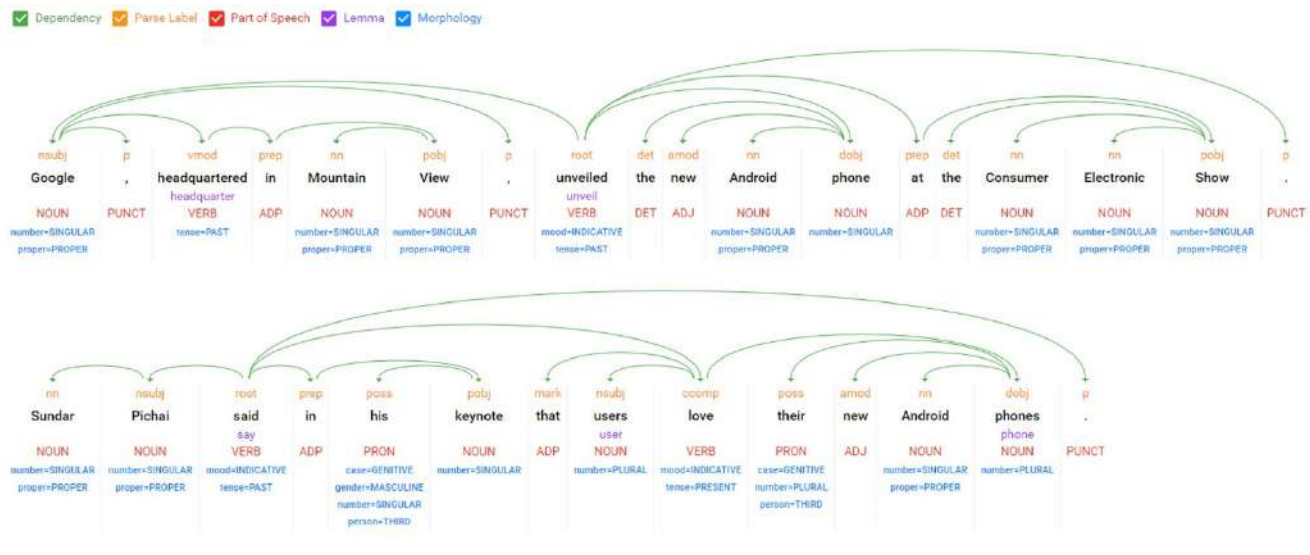 Dependency Parse Label Part of Speech Lemma Morphology
nsubj p vmod prep nn pobj p root det amod nn dobj prep det nn nn pobj p
Google , headquartered in Mountain View , unveiled the new Android phone at the Consumer Electronic Show .
headquarter unveil
NOUN PUNCT VERB ADP NOUN NOUN PUNCT VERB DET ADJ NOUN NOUN ADP DET NOUN NOUN NOUN PUNCT
number=SINGULAR tense=PAST number=SINGULAR number=SINGULAR mood=INDICATIVE number=SINGULAR number=SINGULAR number=SINGULAR number=SINGULAR number=SINGULAR
proper=PROPER proper=PROPER proper=PROPER tense=PAST proper=PROPER proper=PROPER proper=PROPER proper=PROPER
nn nsubj root prep poss pobj mark nsubj ccomp poss amod nn dobj p
Sundar Pichai said in his keynote that users love their new Android phones .
say user phone
NOUN NOUN VERB ADP PRON NOUN ADP NOUN VERB PRON ADJ NOUN NOUN PUNCT
number=SINGULAR number=SINGULAR mood=INDICATIVE case=GENITIVE number=SINGULAR number=PLURAL mood=INDICATIVE case=GENITIVE number=SINGULAR number=PLURAL
proper=PROPER proper=PROPER tense=PAST gender=MASCULINE tense=PRESENT number=PLURAL proper=PROPER
number=SINGULAR person=THIRD
person=THIRD